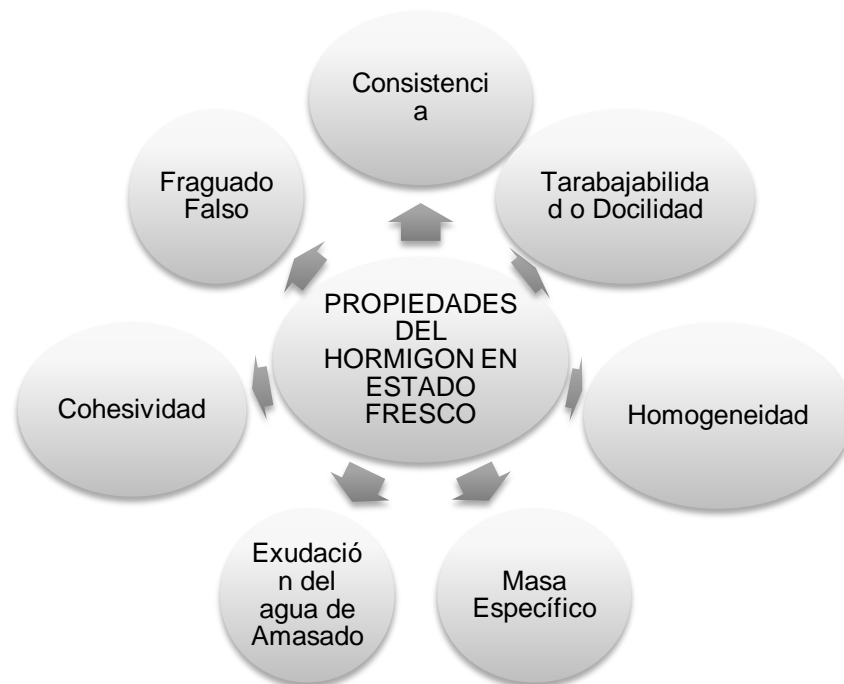 Consistenci
a
Tarabajabilida
d o Docilidad
Homogeneidad
Masa
Específico
Exudació
n del
agua de
Amasado
Cohesividad
Fraguado
Falso
PROPIEDADES
DEL
HORMIGON EN
ESTADO
FRESCO